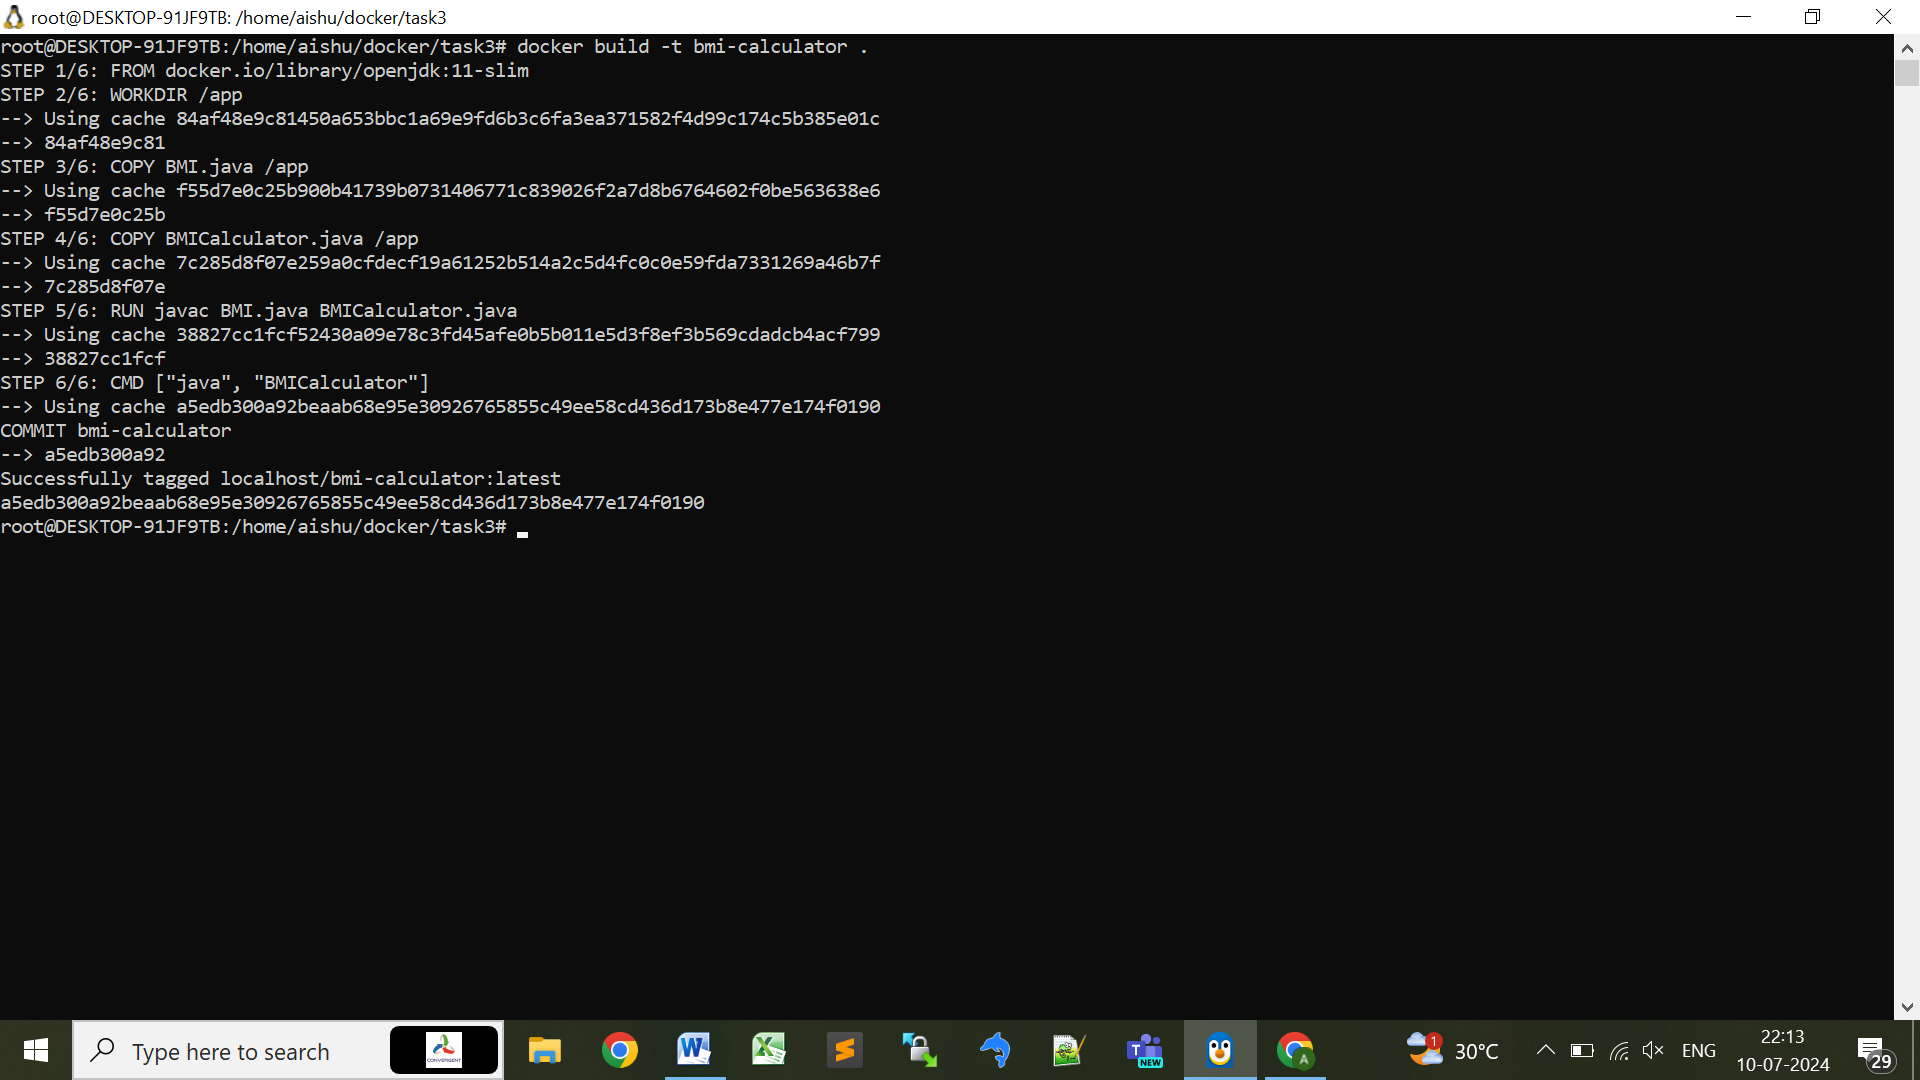 root@DESKTOP-91JF9TB: /home/aishu/docker/task3
root@DESKTOP-91JF9TB:/home/aishu/docker/task3# docker build -t bmi-calculator .
STEP 1/6: FROM docker.io/library/openjdk:11-slim
STEP 2/6: WORKDIR /app
--> Using cache 84af48e9c81450a653bbc1a69e9fd6b3c6fa3ea371582f4d99c174c5b385e01c
--> 84af48e9c81
STEP 3/6: COPY BMI.java /app
--> Using cache f55d7e0c25b900b41739b0731406771c839026f2a7d8b6764602f0be563638e6
--> f55d7e0c25b
STEP 4/6: COPY BMICalculator.java /app
--> Using cache 7c285d8f07e259a0cfdecf19a61252b514a2c5d4fc0c0e59fda7331269a46b7f
--> 7c285d8f07e
STEP 5/6: RUN javac BMI.java BMICalculator.java
--> Using cache 38827cc1fcf52430a09e78c3fd45afe0b5b011e5d3f8ef3b569cdadcb4acf799
--> 38827cc1fcf
STEP 6/6: CMD ["java", "BMICalculator"]
--> Using cache a5edb300a92beaab68e95e30926765855c49ee58cd436d173b8e477e174f0190
COMMIT bmi-calculator
--> a5edb300a92
Successfully tagged localhost/bmi-calculator:latest
a5edb300a92beaab68e95e30926765855c49ee58cd436d173b8e477e174f0190
root@DESKTOP-91JF9TB:/home/aishu/docker/task3#
Type here to search
CONVERGENT
NEW
A
1
30°C
ENG
22:13
10-07-2024
29